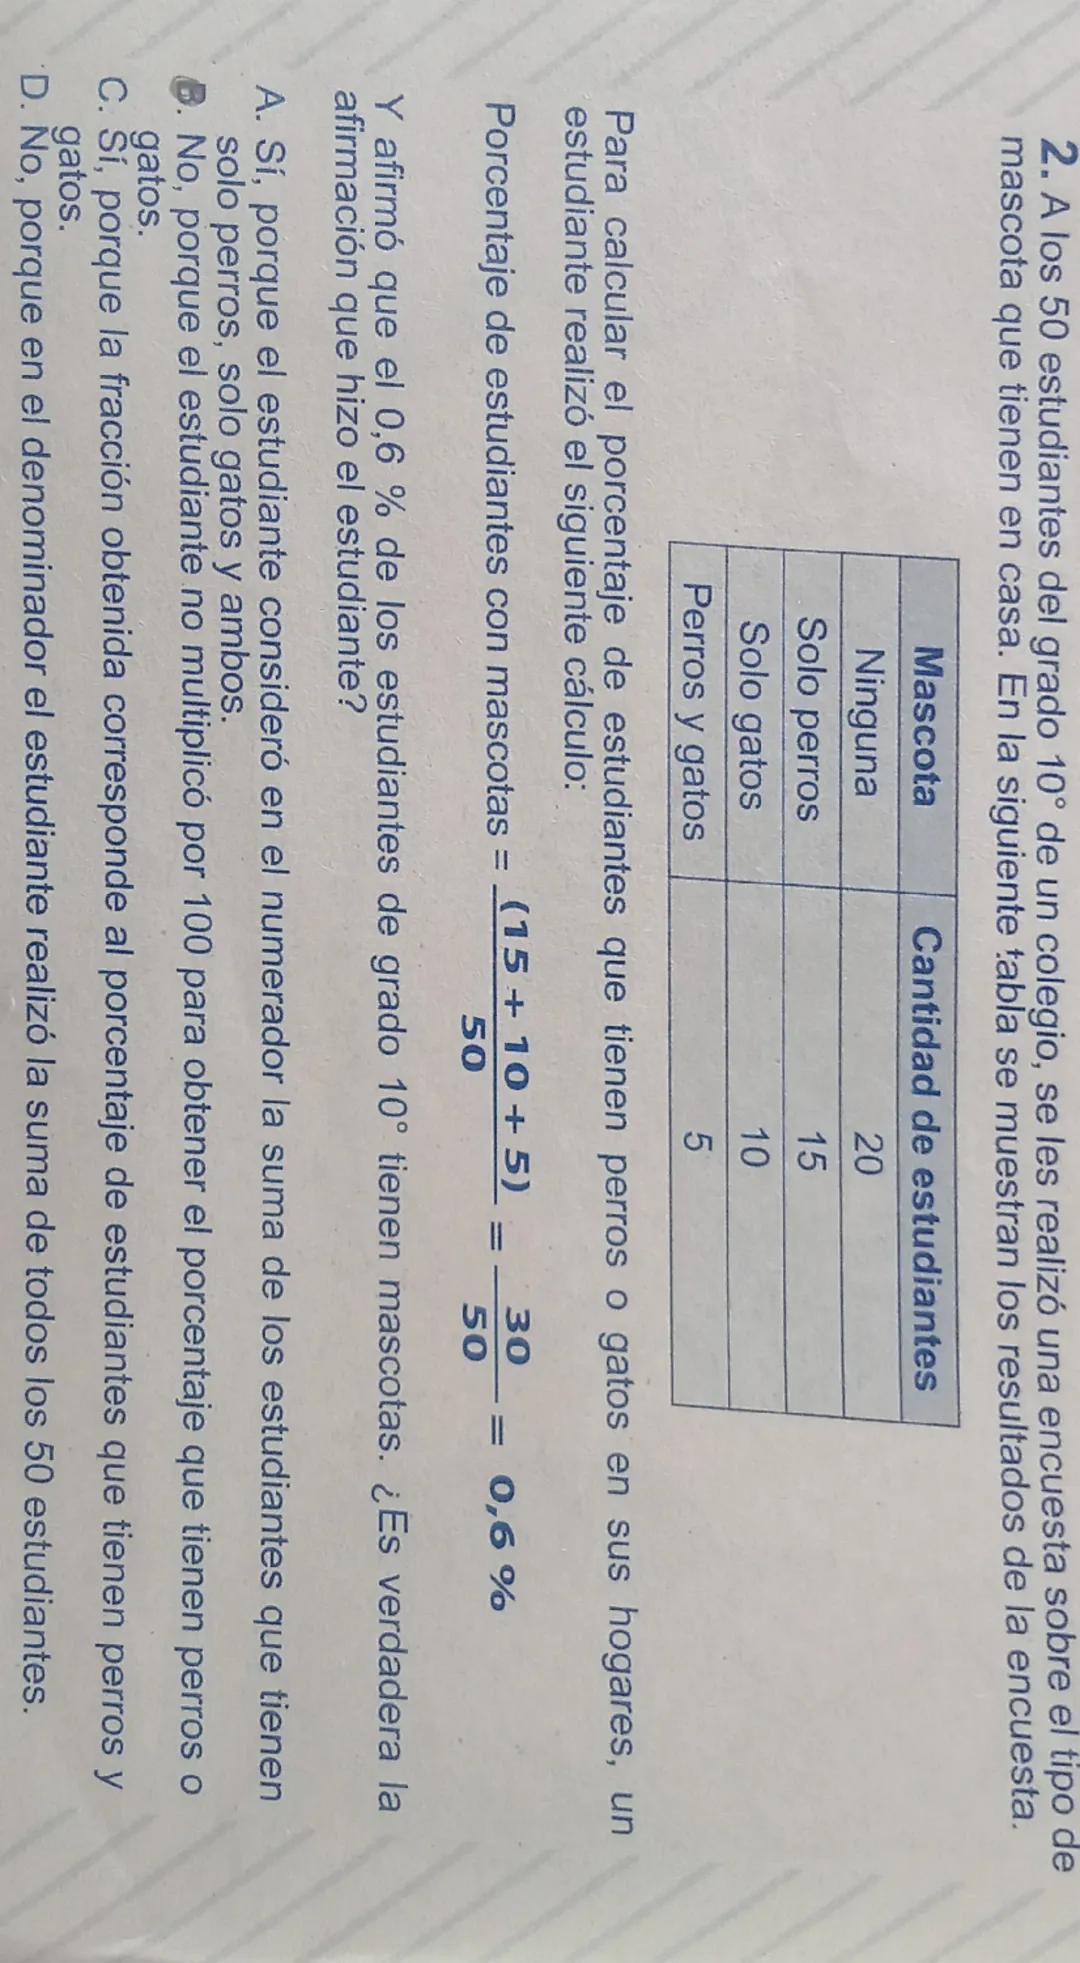 2. A los 50 estudiantes del grado 10° de un colegio, se les realizó una encuesta sobre el tipo de
mascota que tienen en casa. En la siguiente tabla se muestran los resultados de la encuesta.
Mascota Cantidad de estudiantes
Ninguna 20
Solo perros 15
Solo gatos 10
Perros y gatos 5
Para calcular el porcentaje de estudiantes que tienen perros o gatos en sus hogares, un
estudiante realizó el siguiente cálculo:
Porcentaje de estudiantes con mascotas = (15 + 10 + 5) / 50 = 30 / 50 = 0,6 %
Y afirmó que el 0,6 % de los estudiantes de grado 10° tienen mascotas. ¿Es verdadera la
afirmación que hizo el estudiante?
A. Sí, porque el estudiante consideró en el numerador la suma de los estudiantes que tienen
solo perros, solo gatos y ambos.
B. No, porque el estudiante no multiplicó por 100 para obtener el porcentaje que tienen perros o
gatos.
C. Sí, porque la fracción obtenida corresponde al porcentaje de estudiantes que tienen perros y
gatos.
D. No, porque en el denominador el estudiante realizó la suma de todos los 50 estudiantes.